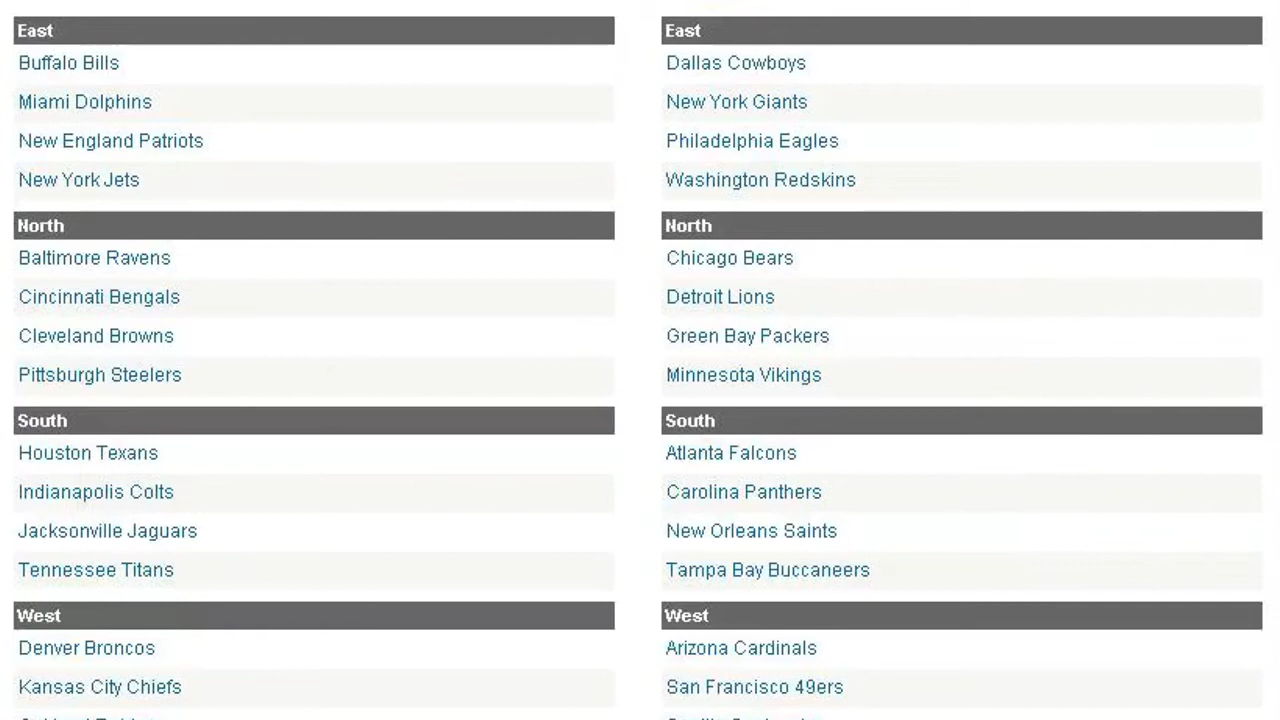 East
Buffalo Bills
Miami Dolphins
New England Patriots
New York Jets
North
Baltimore Ravens
Cincinnati Bengals
Cleveland Browns
Pittsburgh Steelers
South
Houston Texans
Indianapolis Colts
Jacksonville Jaguars
Tennessee Titans
West
Denver Broncos
Kansas City Chiefs
East
Dallas Cowboys
New York Giants
Philadelphia Eagles
Washington Redskins
North
Chicago Bears
Detroit Lions
Green Bay Packers
Minnesota Vikings
South
Atlanta Falcons
Carolina Panthers
New Orleans Saints
Tampa Bay Buccaneers
West
Arizona Cardinals
San Francisco 49ers